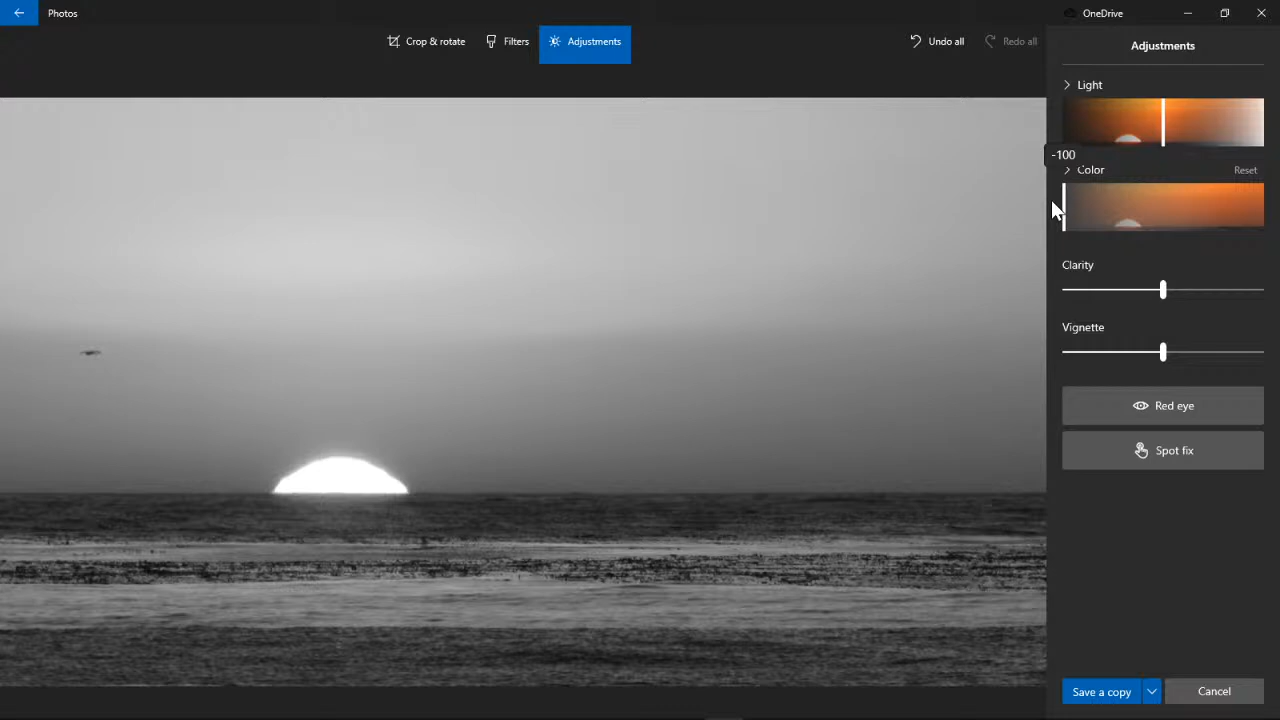 Photos
OneDrive
Crop & rotate
Filters
Adjustments
Undo all
Redo all
Adjustments
Light
-100
Color
Reset
Clarity
Vignette
Red eye
Spot fix
Save a copy
Cancel